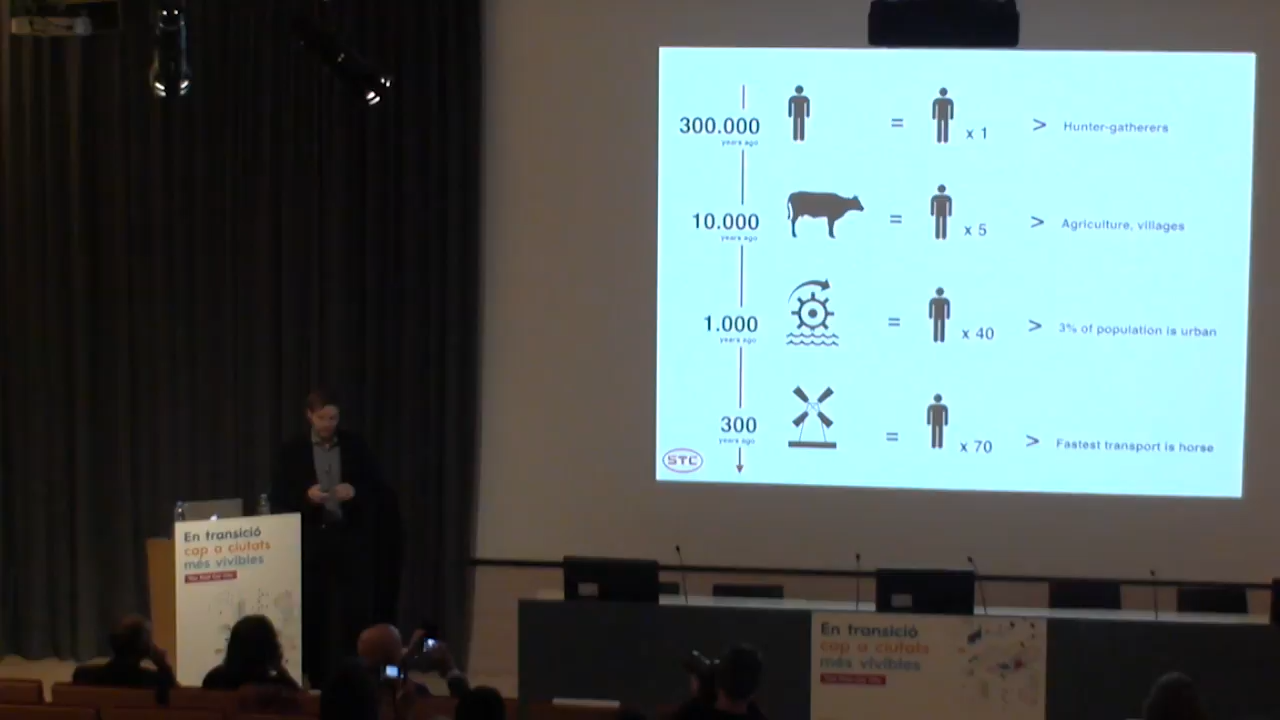 300.000
years ago
= x 1 > Hunter-gatherers
10.000
years ago
= x 5 > Agriculture, villages
1.000
years ago
= x 40 > 3% of population is urban
300
years ago
= x 70 > Fastest transport is horse
STC
En transició
cap a ciutats
més vivibles
En transició
cap a ciutats
més vivibles